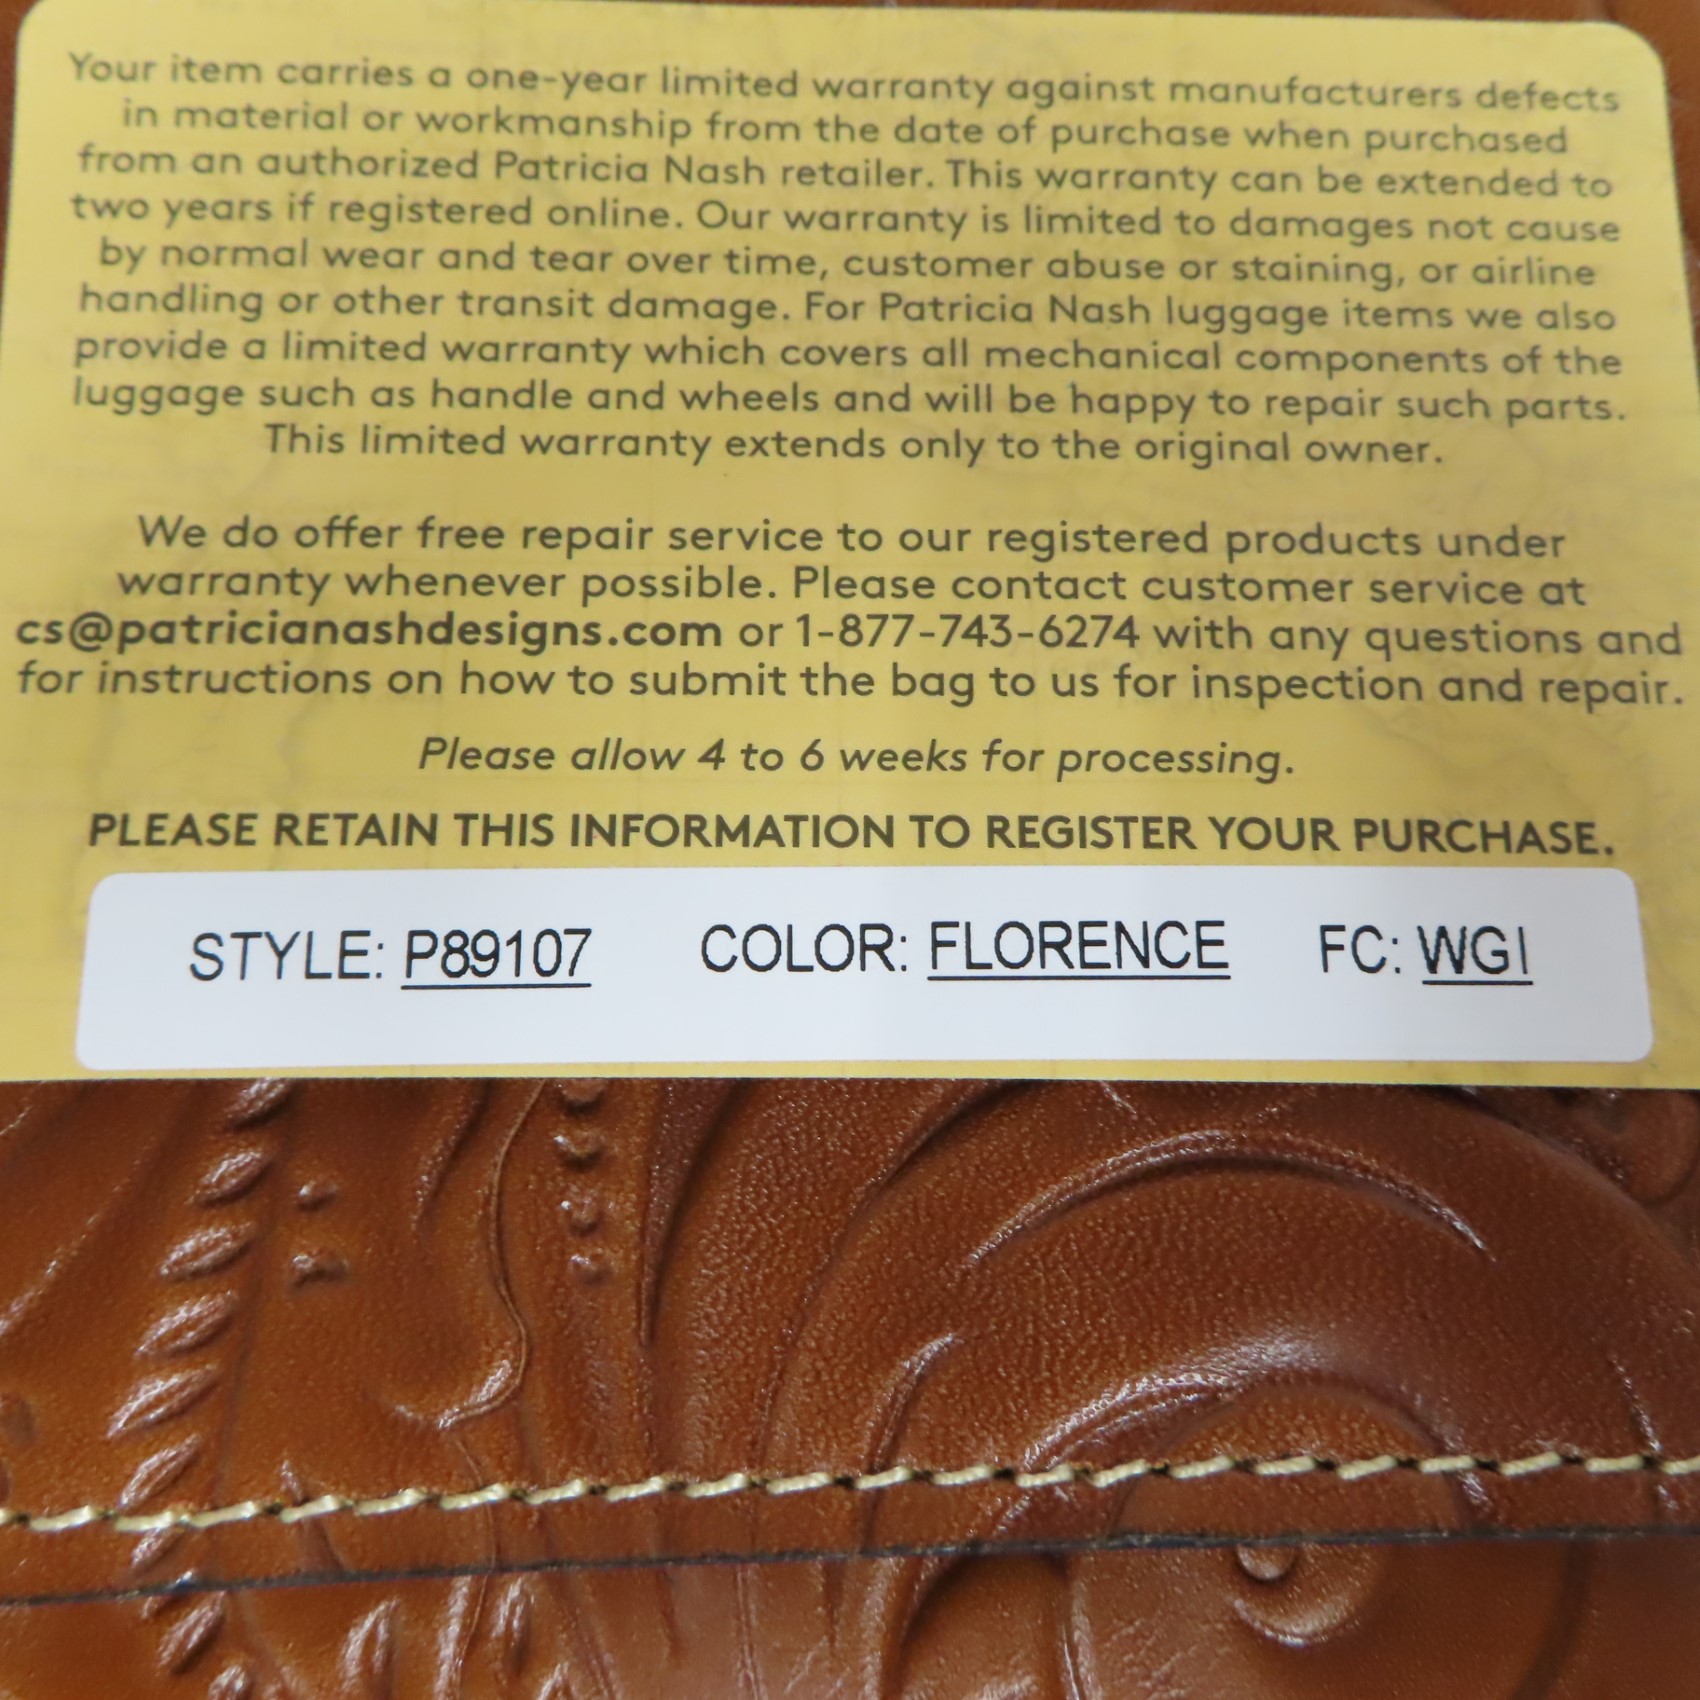 Your item carries a one-year limited warranty against manufacturers defects
in material or workmanship from the date of purchase when purchased
from an authorized Patricia Nash retailer. This warranty can be extended to
two years if registered online. Our warranty is limited to damages not cause
by normal wear and tear over time, customer abuse or staining, or airline
handling or other transit damage. For Patricia Nash luggage items we also
provide a limited warranty which covers all mechanical components of the
luggage such as handle and wheels and will be happy to repair such parts.
This limited warranty extends only to the original owner.
We do offer free repair service to our registered products under
warranty whenever possible. Please contact customer service at
cs@patricianashdesigns.com or 1-877-743-6274 with any questions and
for instructions on how to submit the bag to us for inspection and repair.
Please allow 4 to 6 weeks for processing.
PLEASE RETAIN THIS INFORMATION TO REGISTER YOUR PURCHASE.
STYLE: P89107 COLOR: FLORENCE FC: WGI